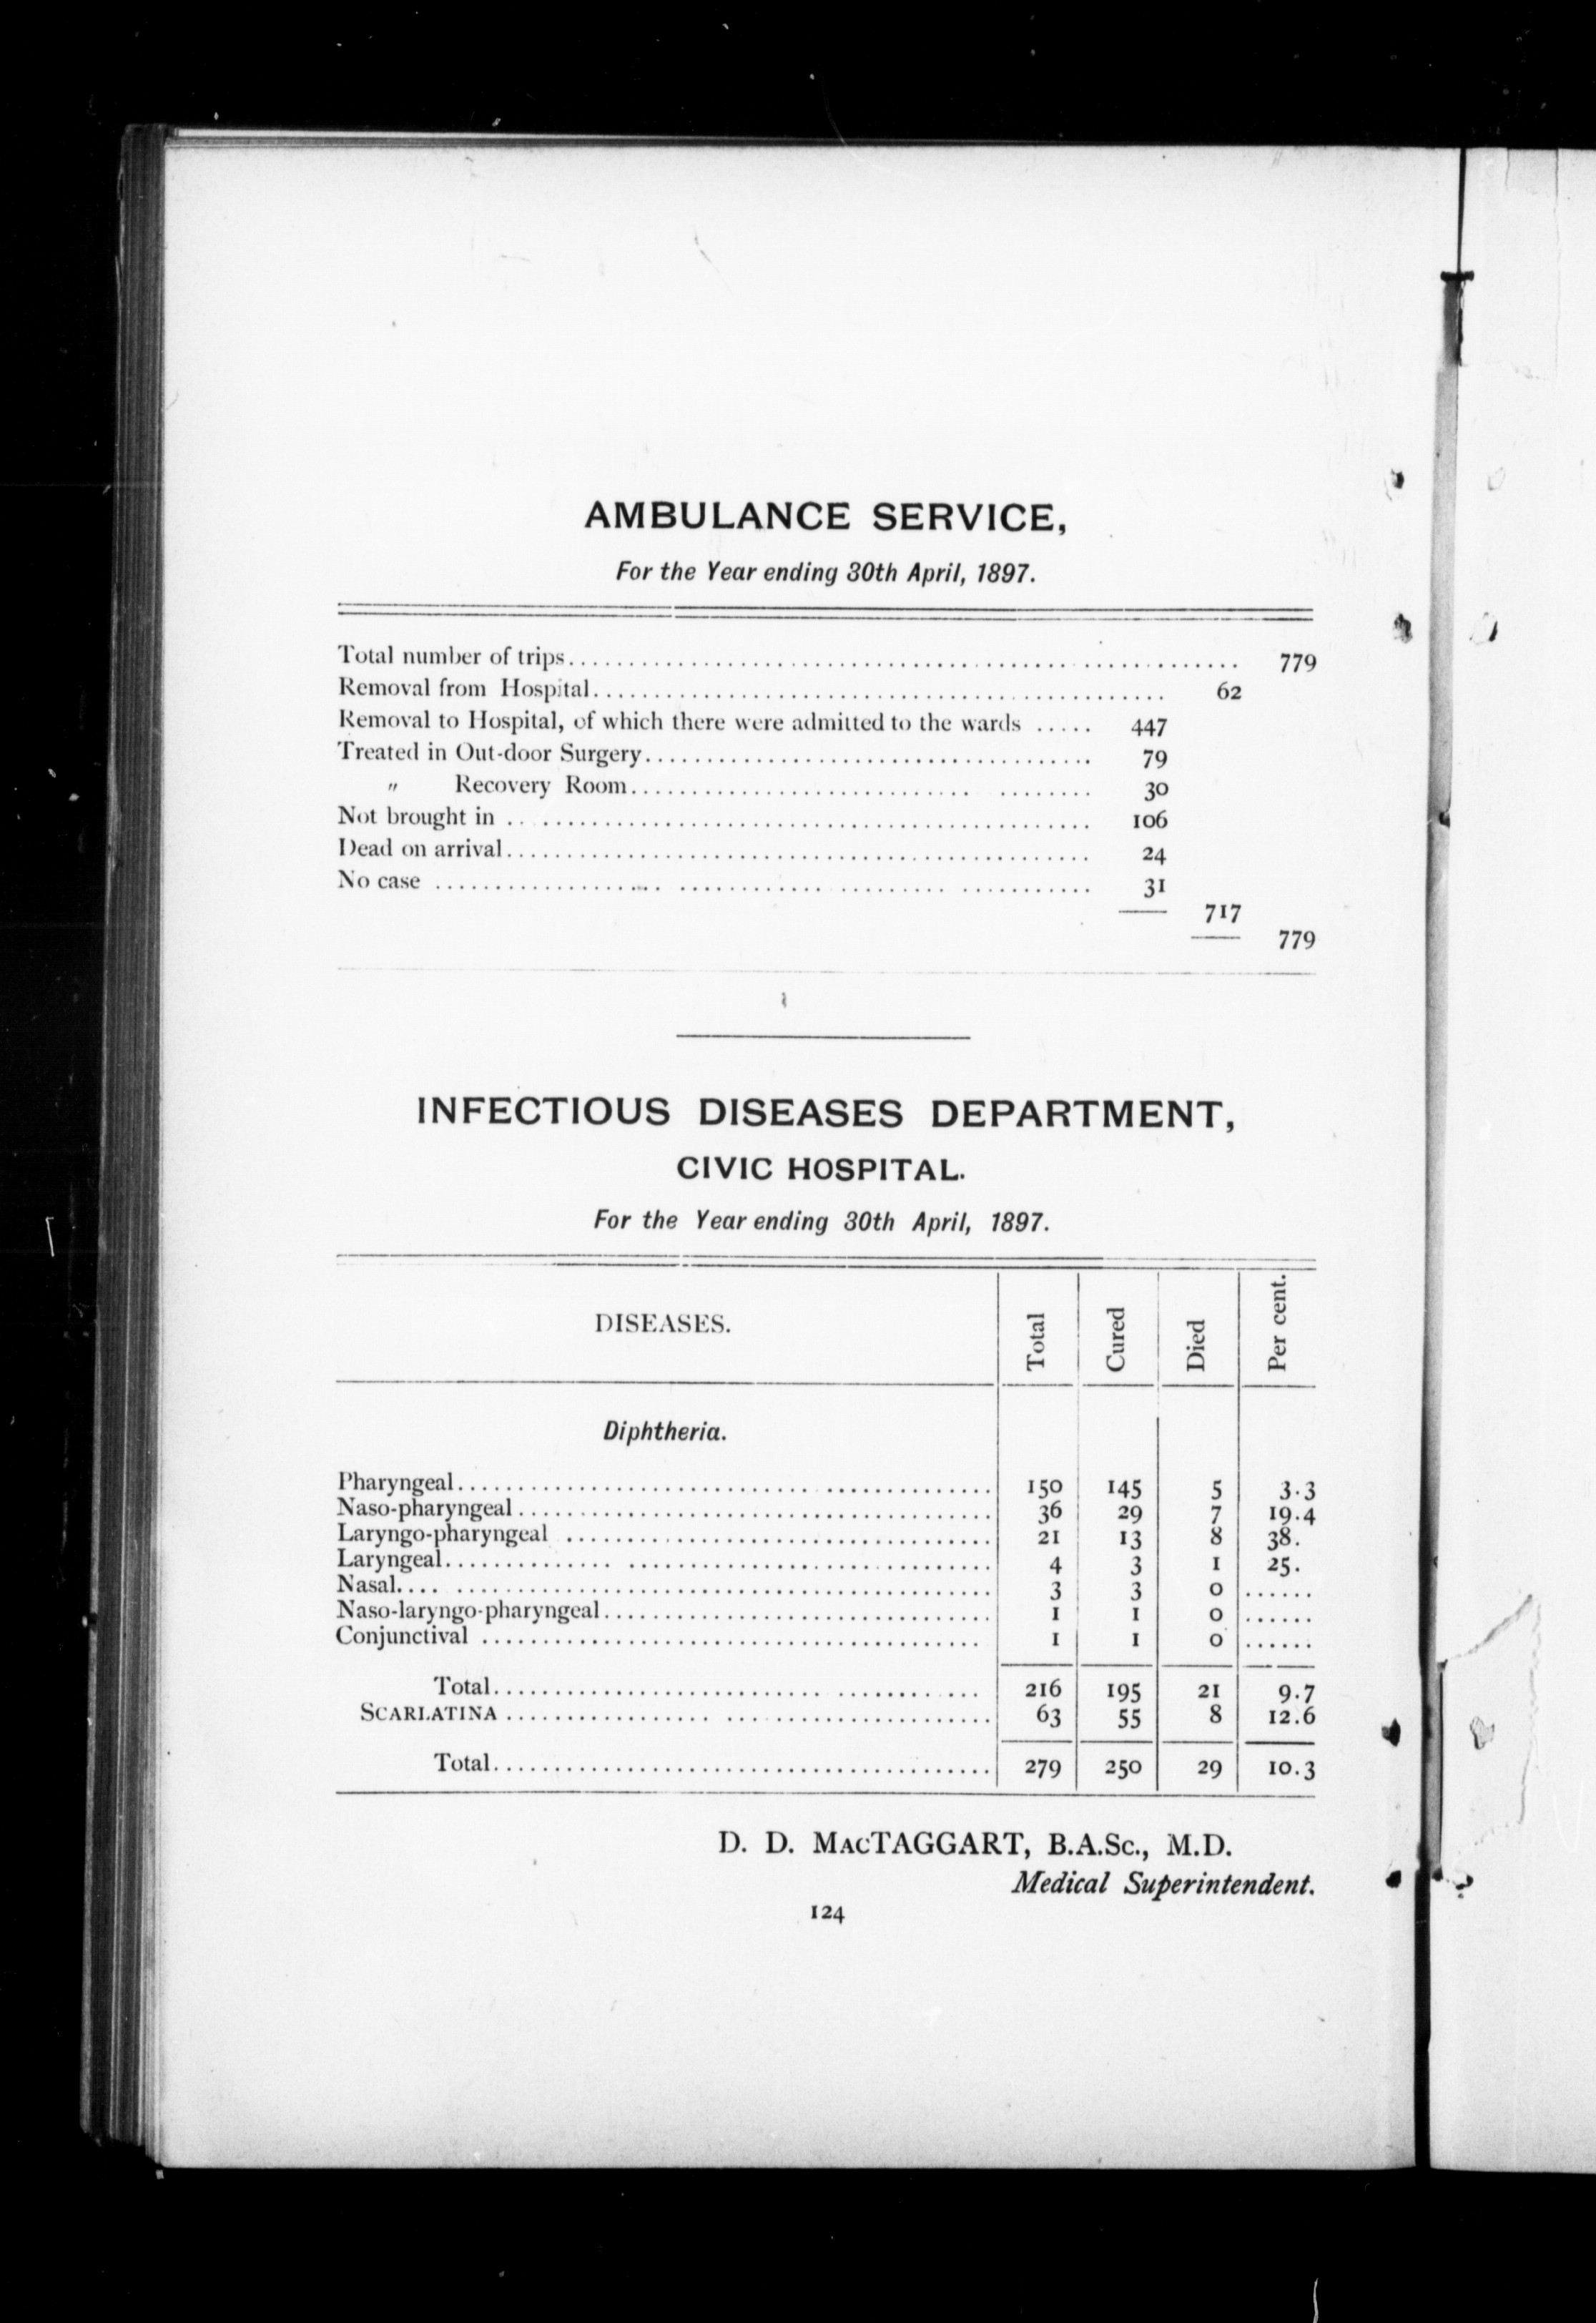 AMBULANCE SERVICE,
For the Year ending 30th April, 1897.
Total number of trips........ 779
Removal from Hospital........ 62
Removal to Hospital, of which there were admitted to the wards ..... 447
Treated in Out-door Surgery........ 79
" Recovery Room........ 30
Not brought in ........ 106
Dead on arrival........ 24
No case ........ 31
717
779
INFECTIOUS DISEASES DEPARTMENT,
CIVIC HOSPITAL.
For the Year ending 30th April, 1897.
DISEASES. Total Cured Died Per cent.
Diphtheria.
Pharyngeal........ 150 145 5 3.3
Naso-pharyngeal........ 36 29 7 19.4
Laryngo-pharyngeal ........ 21 13 8 38.
Laryngeal........ 4 3 1 25.
Nasal........ 3 3 0 ......
Naso-laryngo-pharyngeal........ 1 1 0 ......
Conjunctival ........ 1 1 0 ......
Total........ 216 195 21 9.7
SCARLATINA ........ 63 55 8 12.6
Total........ 279 250 29 10.3
D. D. MACTAGGART, B.A.Sc., M.D.
Medical Superintendent.
124